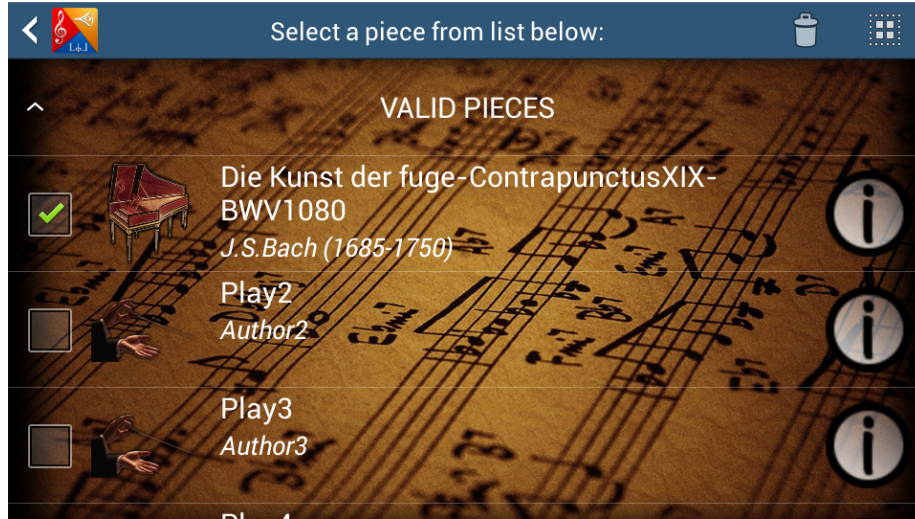 Select a piece from list below:
VALID PIECES
Die Kunst der fuge-ContrapunctusXIX-
BWV1080
J.S.Bach (1685-1750)
Play2
Author2
Play3
Author3